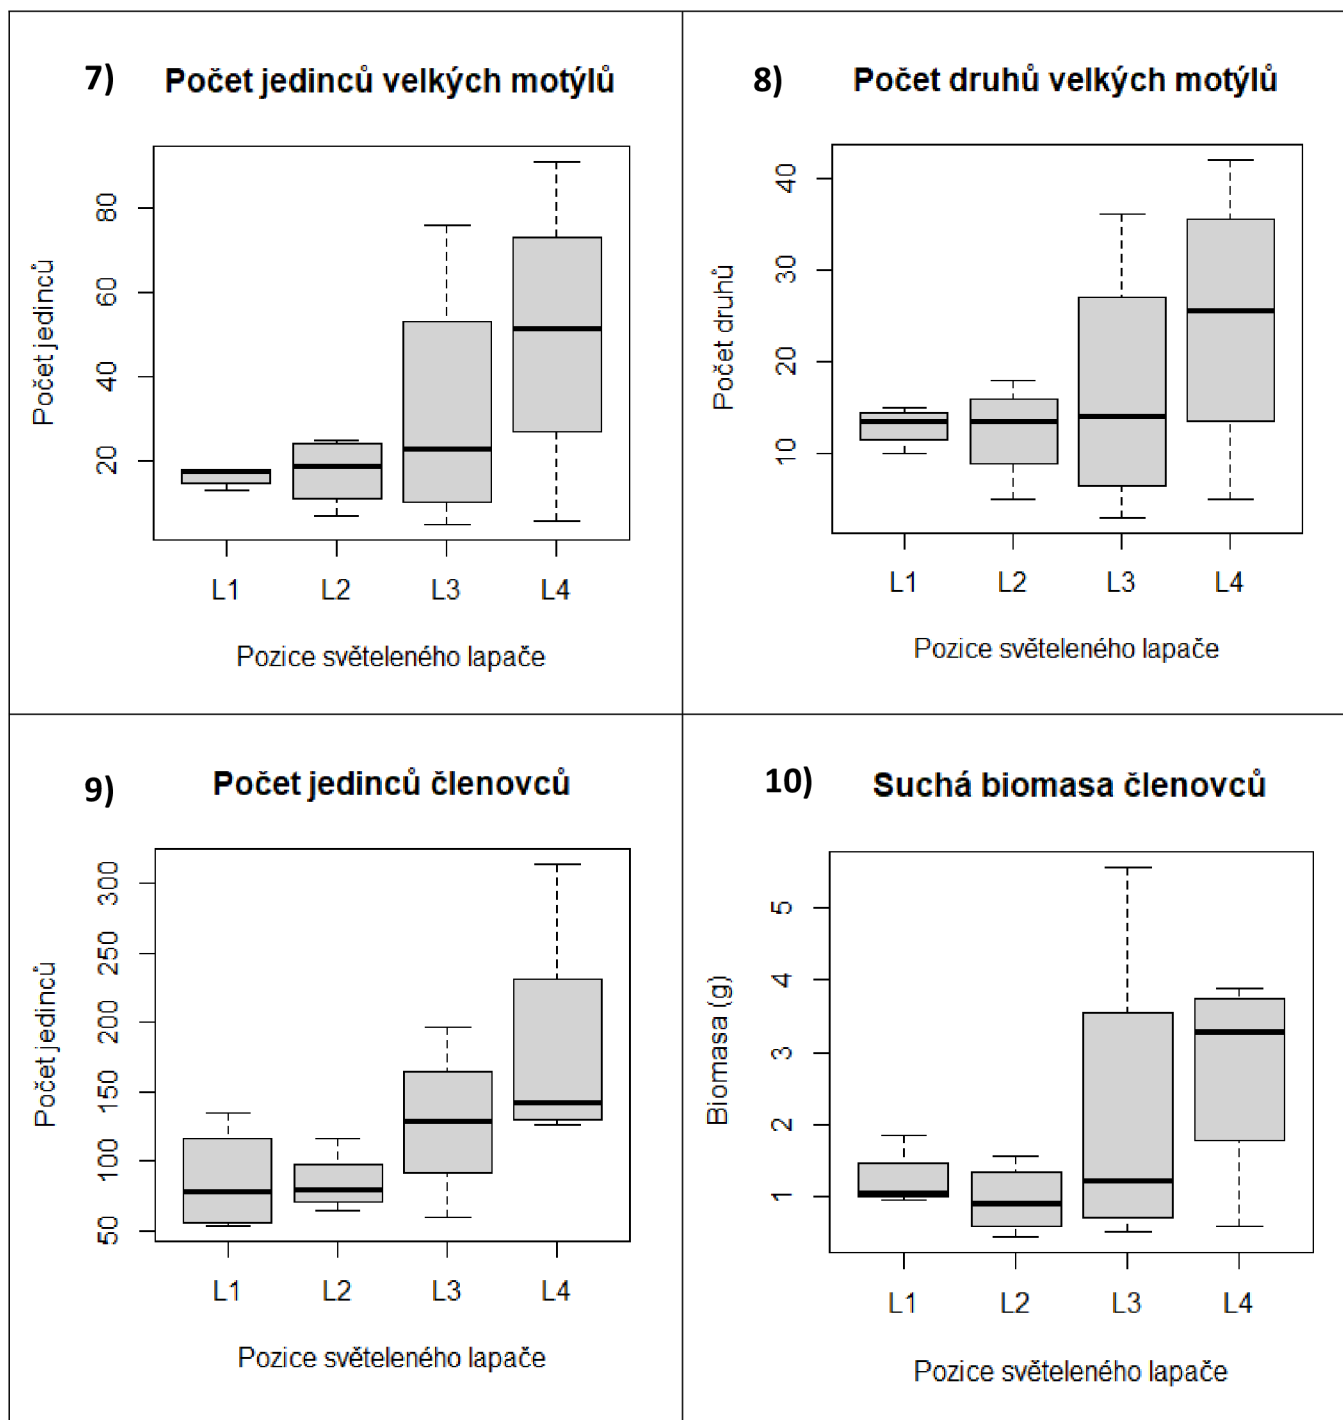 7) Počet jedinců velkých motýlů
Počet jedinců
80
60
40
20
L1 L2 L3 L4
Pozice světeleného lapače
8) Počet druhů velkých motýlů
Počet druhů
40
30
20
10
L1 L2 L3 L4
Pozice světeleného lapače
9) Počet jedinců členovců
Počet jedinců
300
250
200
150
100
50
L1 L2 L3 L4
Pozice světeleného lapače
10) Suchá biomasa členovců
Biomasa (g)
5
4
3
2
1
L1 L2 L3 L4
Pozice světeleného lapače